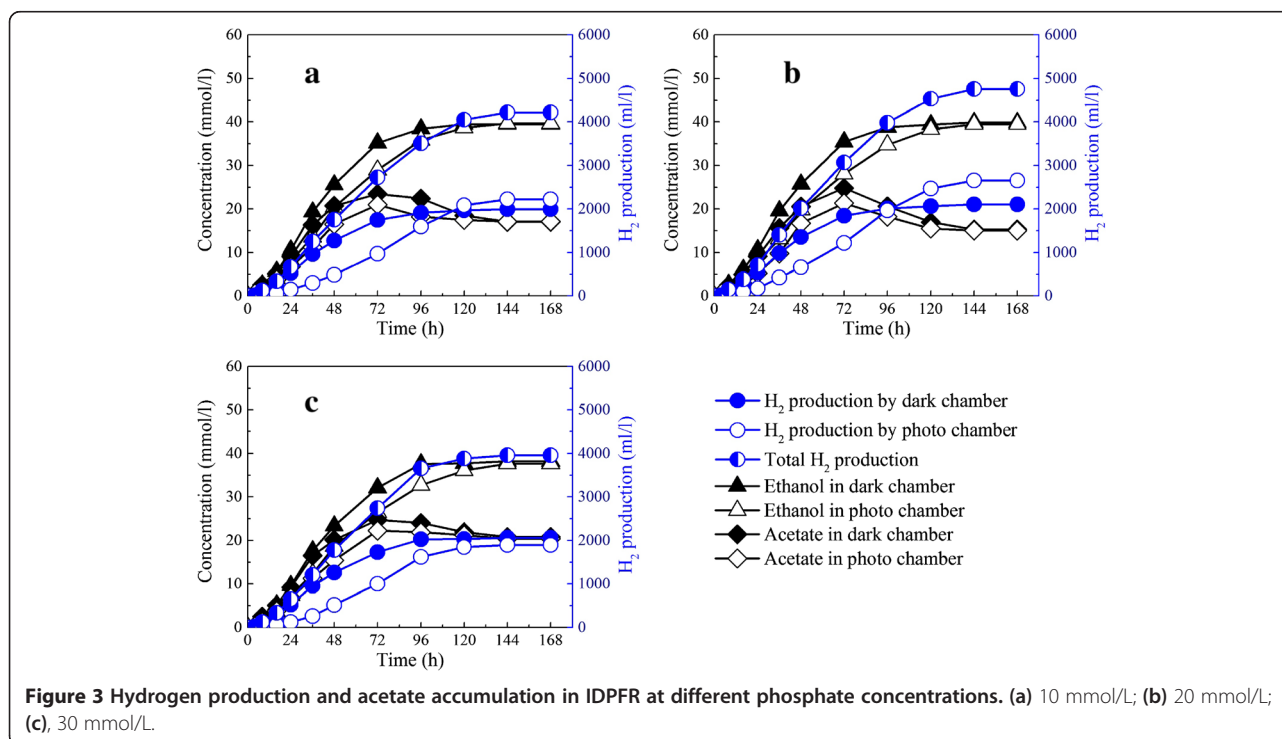 a
Concentration (mmol/l)
60
50
40
30
20
10
0
H2 production (ml/l)
6000
5000
4000
3000
2000
1000
0
0 24 48 72 96 120 144 168
Time (h)
b
Concentration (mmol/l)
60
50
40
30
20
10
0
H2 production (ml/l)
6000
5000
4000
3000
2000
1000
0
0 24 48 72 96 120 144 168
Time (h)
c
Concentration (mmol/l)
60
50
40
30
20
10
0
H2 production (ml/l)
6000
5000
4000
3000
2000
1000
0
0 24 48 72 96 120 144 168
Time (h)
H2 production by dark chamber
H2 production by photo chamber
Total H2 production
Ethanol in dark chamber
Ethanol in photo chamber
Acetate in dark chamber
Acetate in photo chamber
Figure 3 Hydrogen production and acetate accumulation in IDPFR at different phosphate concentrations. (a) 10 mmol/L; (b) 20 mmol/L;
(c), 30 mmol/L.